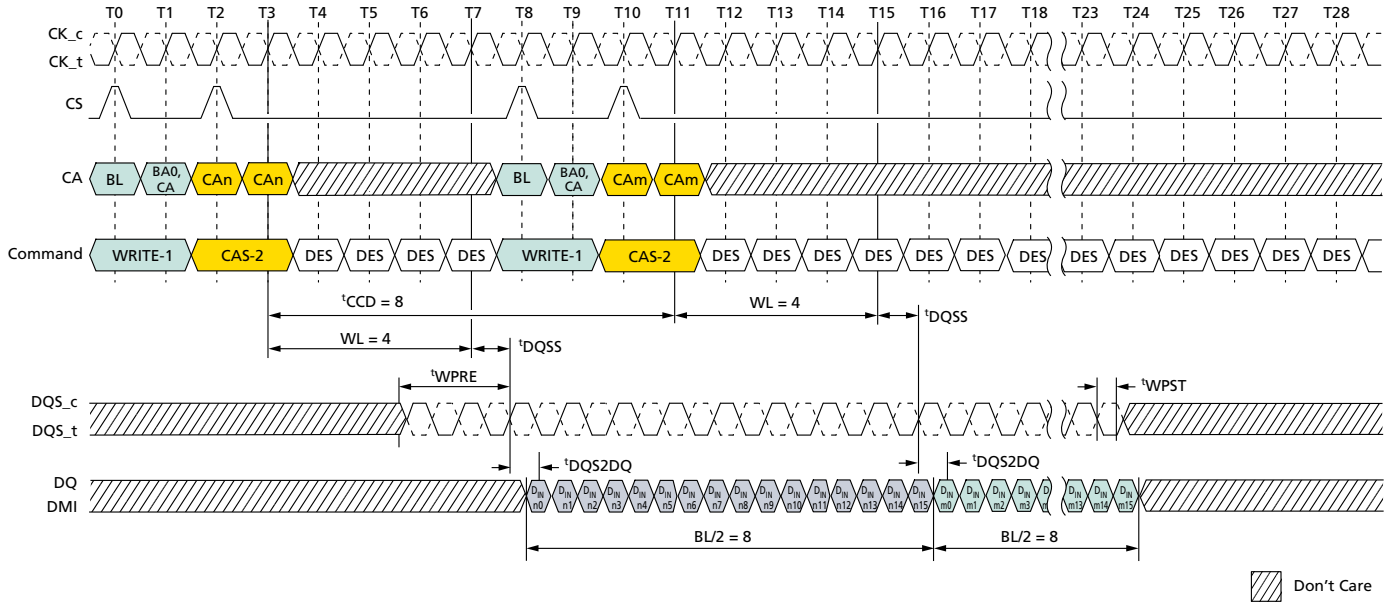 T0 T1 T2 T3 T4 T5 T6 T7 T8 T9 T10 T11 T12 T13 T14 T15 T16 T17 T18 T23 T24 T25 T26 T27 T28
CK_c
CK_t
CS
CA BL BA0, CA CAn CAn BL BA0, CA CAm CAm
Command WRITE-1 CAS-2 DES DES DES DES WRITE-1 CAS-2 DES DES DES DES DES DES DES DES DES DES DES DES DES
tCCD = 8 WL = 4 tDQSS
WL = 4 tDQSS
tWPRE tWPST
DQS_c
DQS_t
tDQS2DQ tDQS2DQ
DQ
DMI
DIN n0 DIN n1 DIN n2 DIN n3 DIN n4 DIN n5 DIN n6 DIN n7 DIN n8 DIN n9 DIN n10 DIN n11 DIN n12 DIN n13 DIN n14 DIN n15 DIN m0 DIN m1 DIN m2 DIN m3 DIN m13 DIN m14 DIN m15
BL/2 = 8 BL/2 = 8
Don't Care